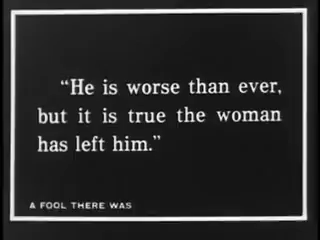 “He is worse than ever,
but it is true the woman
has left him.”
A FOOL THERE WAS